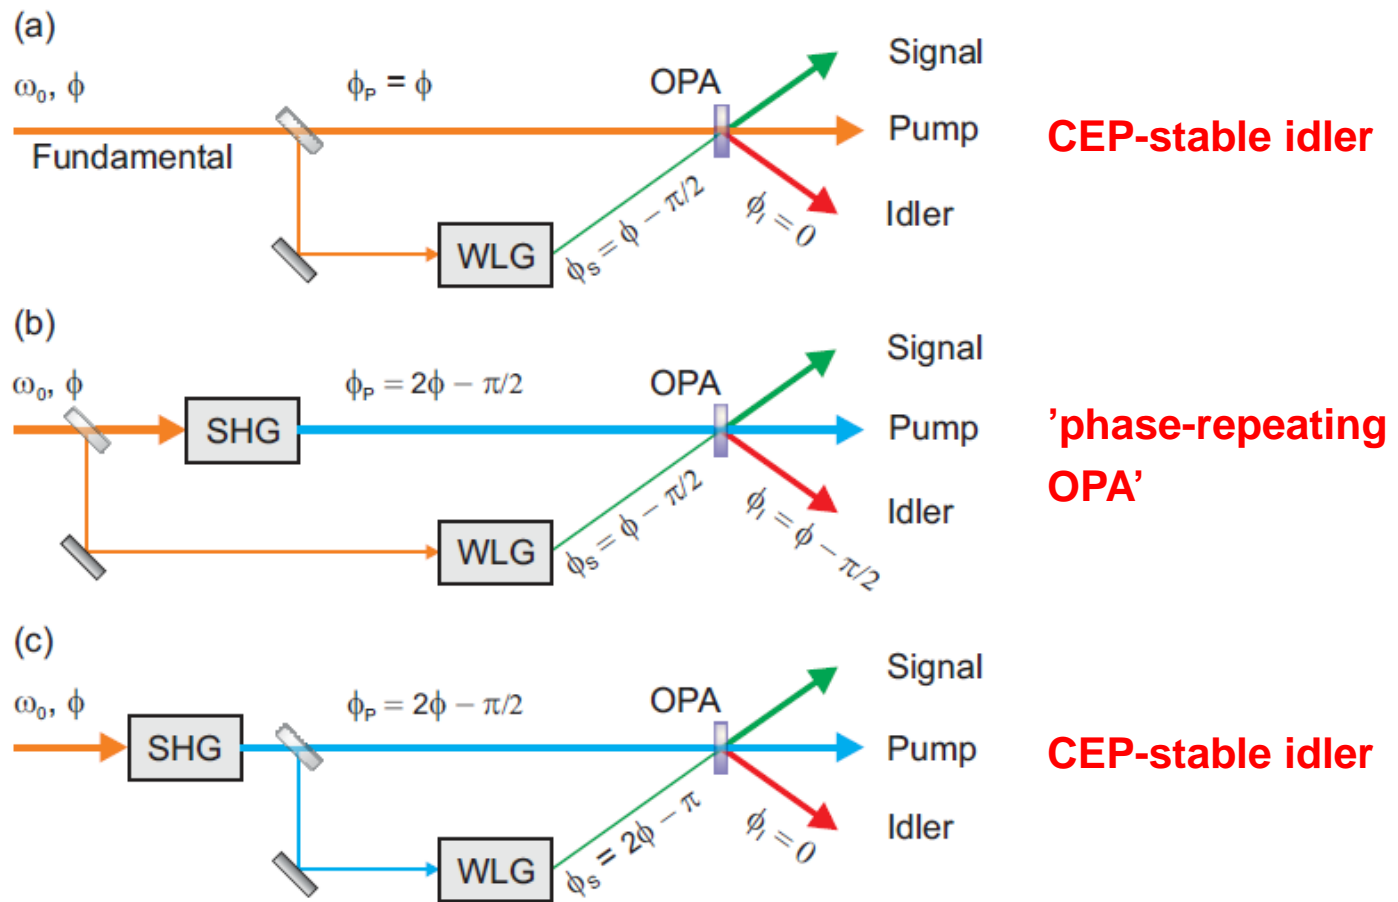 (a)
ω₀, ϕ
ϕP = ϕ
OPA
Signal
Fundamental
Pump
CEP-stable idler
WLG
ϕS = ϕ − π/2
ϕI = 0
Idler
(b)
ω₀, ϕ
ϕP = 2ϕ − π/2
OPA
Signal
SHG
Pump
’phase-repeating
OPA’
WLG
ϕS = ϕ − π/2
ϕI = ϕ − π/2
Idler
(c)
ω₀, ϕ
ϕP = 2ϕ − π/2
OPA
Signal
SHG
Pump
CEP-stable idler
WLG
ϕS = 2ϕ − π
ϕI = 0
Idler